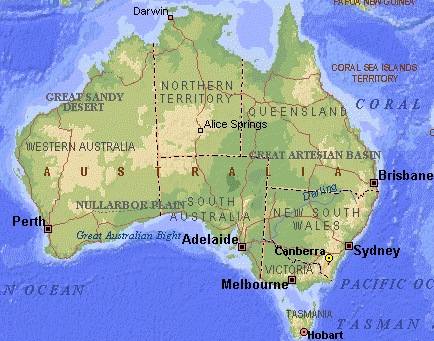 PAPUA NEW GUINEA
Darwin
CORAL SEA ISLANDS
TERRITORY
GREAT SANDY
DESERT
NORTHERN
TERRITORY
CORAL
QUEENSLAND
Alice Springs
WESTERN AUSTRALIA
GREAT ARTESIAN BASIN
AUSTRALIA
Brisbane
Darling
NULLARBOR PLAIN
SOUTH
AUSTRALIA
NEW SOUTH
WALES
Perth
Great Australian Bight
Adelaide
Canberra
Sydney
VICTORIA
Melbourne
PACIFIC OC
AN OCEAN
TASMANIA
TASMAN S
Hobart